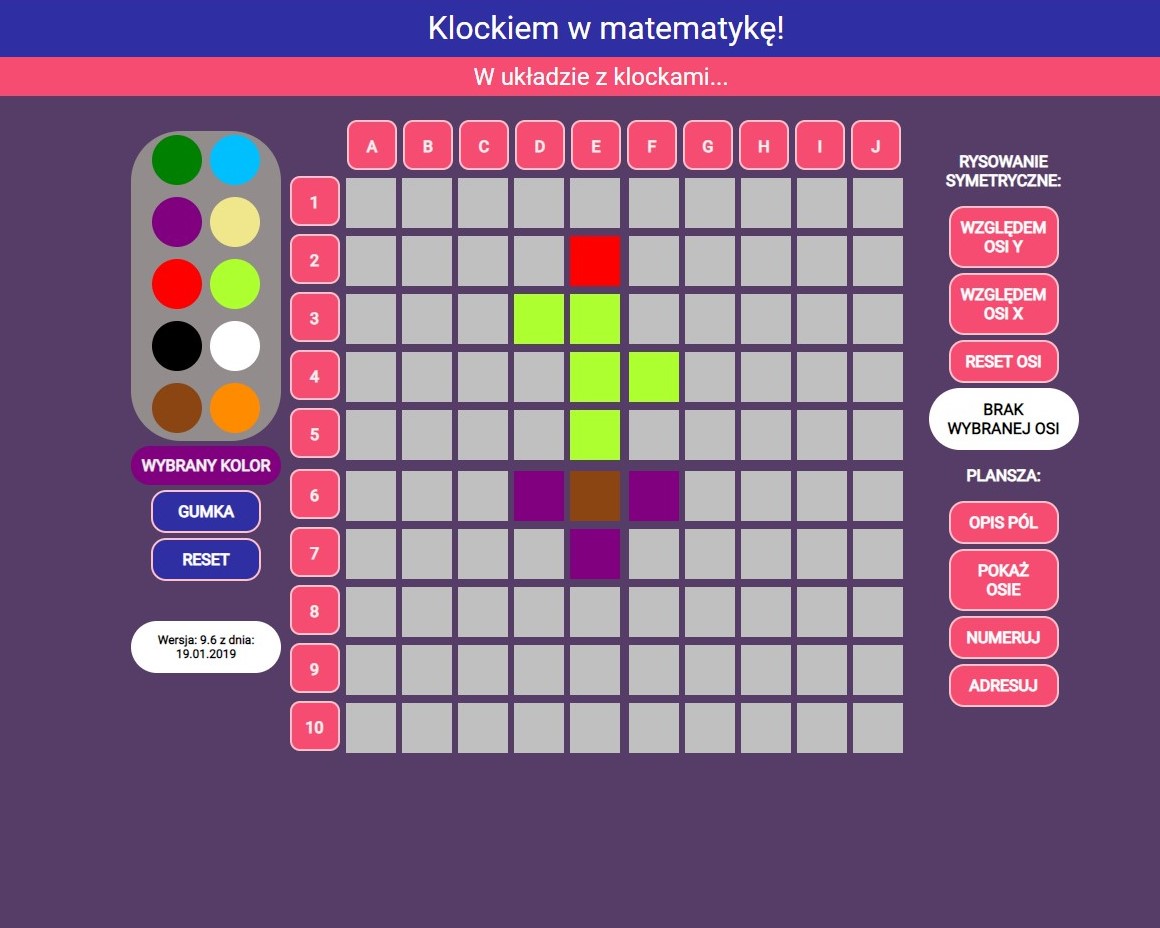 Klockiem w matematykę!
W układzie z klockami...
A B C D E F G H I J
1
2
3
4
5
6
7
8
9
10
WYBRANY KOLOR
GUMKA
RESET
Wersja: 9.6 z dnia:
19.01.2019
RYSOWANIE
SYMETRYCZNE:
WZGLĘDEM
OSI Y
WZGLĘDEM
OSI X
RESET OSI
BRAK
WYBRANEJ OSI
PLANSZA:
OPIS PÓL
POKAŻ
OSIE
NUMERUJ
ADRESUJ